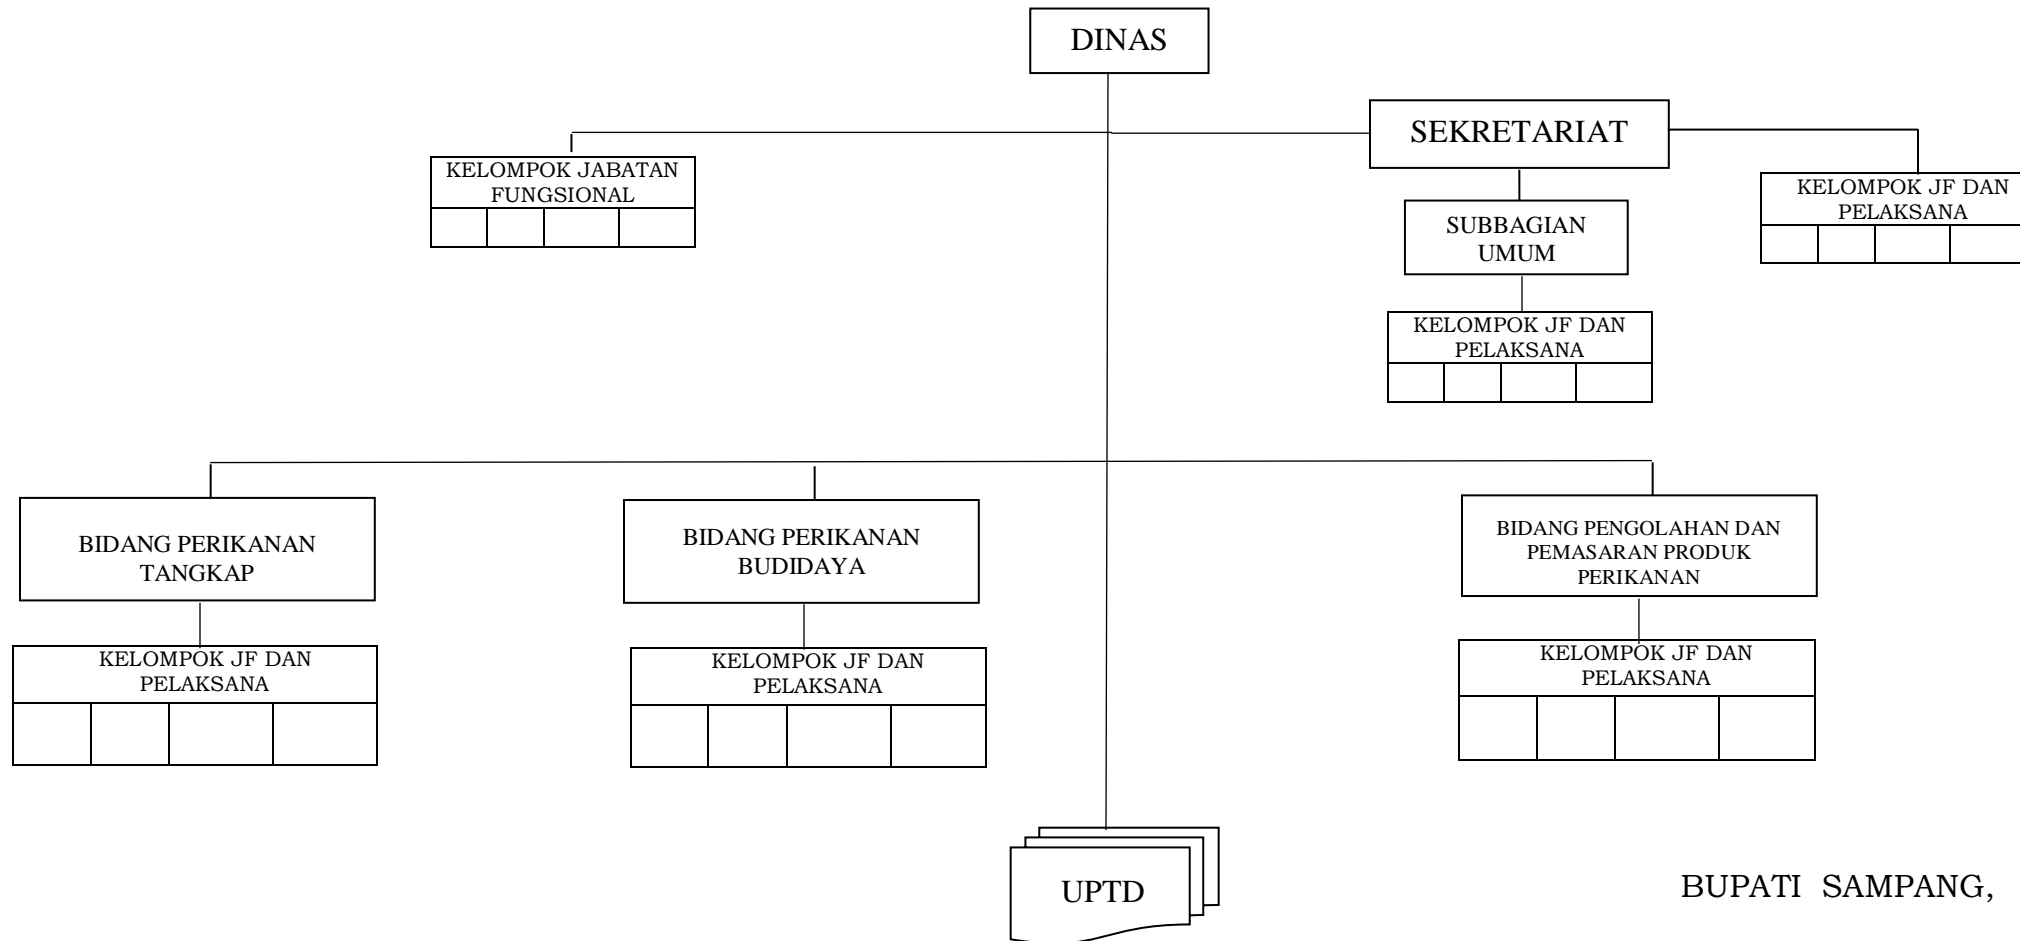 DINAS
SEKRETARIAT
KELOMPOK JABATAN
FUNGSIONAL
KELOMPOK JF DAN
PELAKSANA
SUBBAGIAN
UMUM
KELOMPOK JF DAN
PELAKSANA
BIDANG PERIKANAN
TANGKAP
BIDANG PERIKANAN
BUDIDAYA
BIDANG PENGOLAHAN DAN
PEMASARAN PRODUK
PERIKANAN
KELOMPOK JF DAN
PELAKSANA
KELOMPOK JF DAN
PELAKSANA
KELOMPOK JF DAN
PELAKSANA
UPTD
BUPATI SAMPANG,